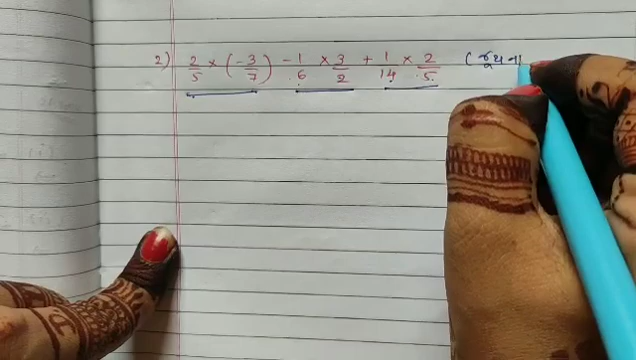 2) 2/5 × (-3/7) - 1/6 × 3/2 + 1/14 × 2/5 (